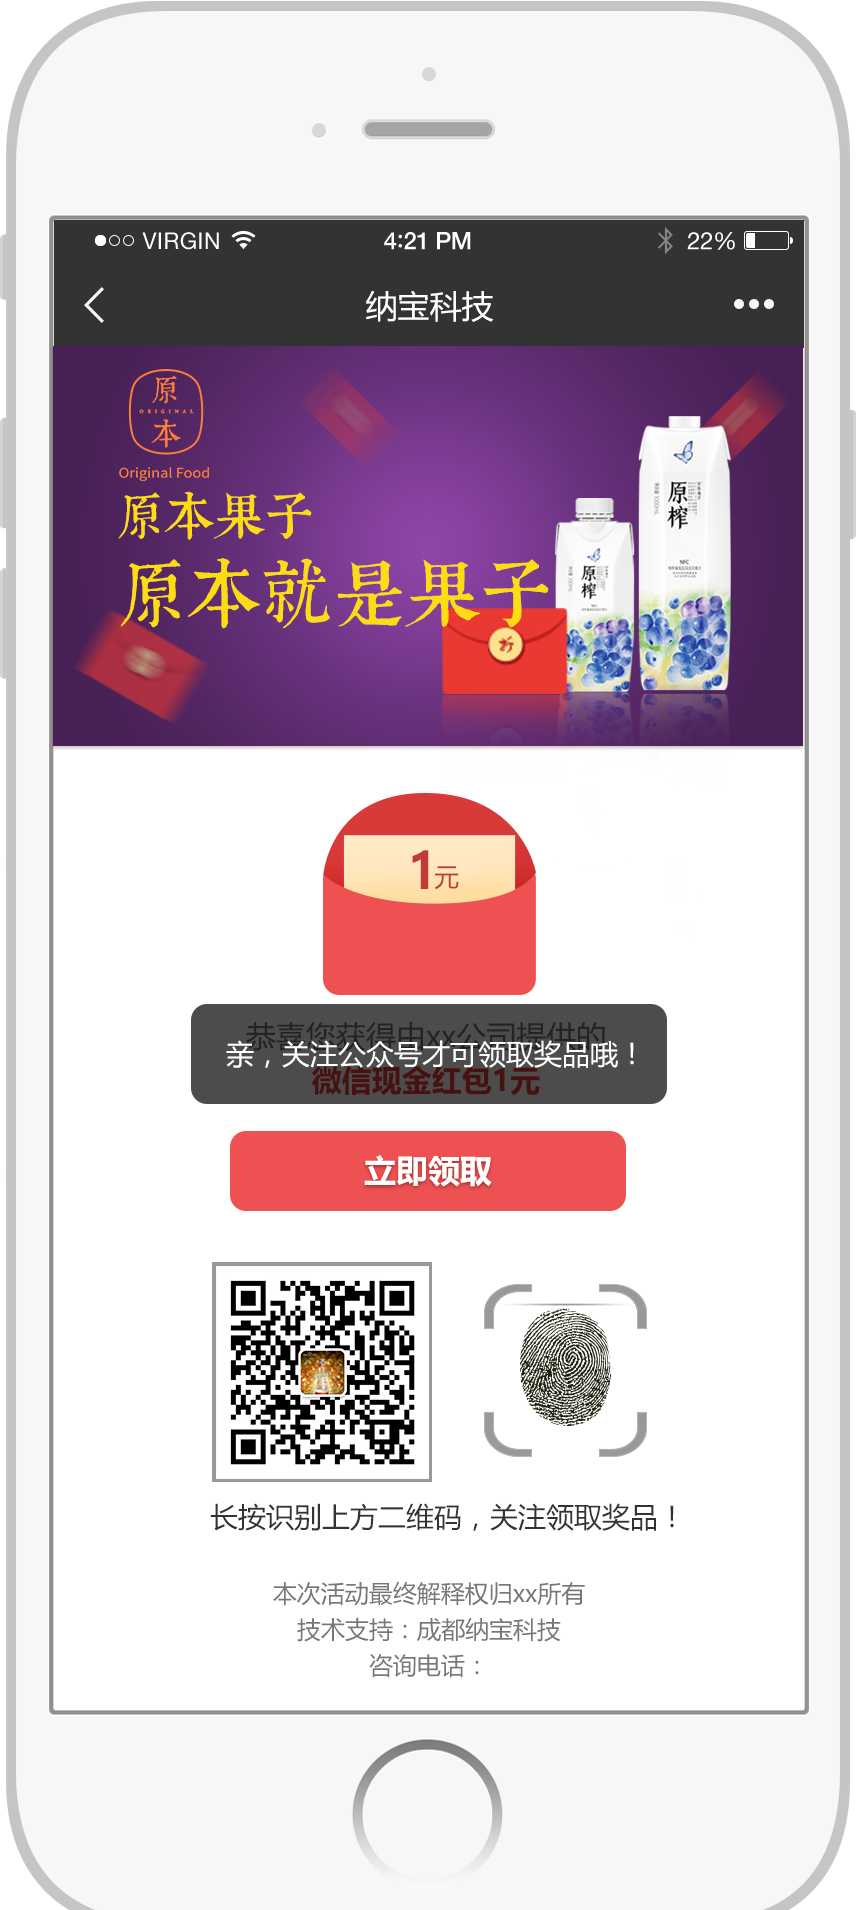 VIRGIN
4:21 PM
22%
纳宝科技
原
ORIGINAL
本
Original Food
原本果子
原本就是果子
原榨
NFC
原榨
1000mL
NFC
1元
恭喜您获得由xx公司提供的
亲，关注公众号才可领取奖品哦！
微信现金红包1元
立即领取
长按识别上方二维码，关注领取奖品！
本次活动最终解释权归xx所有
技术支持：成都纳宝科技
咨询电话：